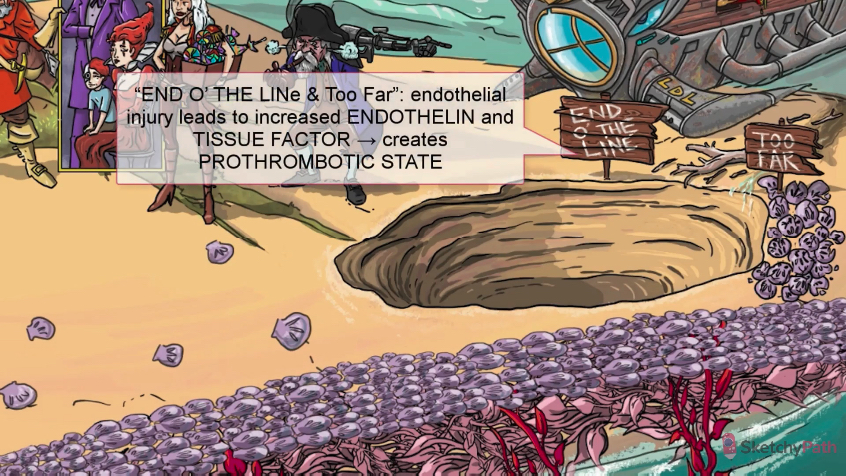 “END O’ THE LINe & Too Far”: endothelial
injury leads to increased ENDOTHELIN and
TISSUE FACTOR → creates
PROTHROMBOTIC STATE
LDL
END
O' THE
LINE
TOO
FAR
SketchyPath